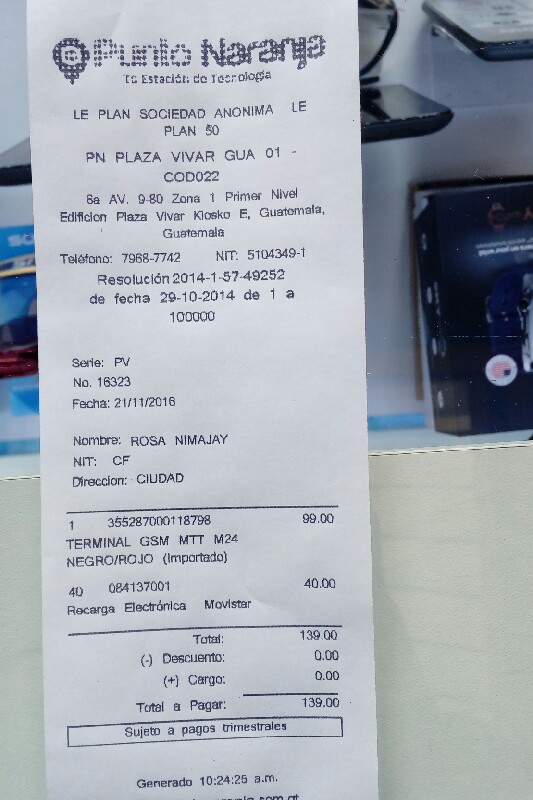 Punto Naranja
Tu Estación de Tecnología
LE PLAN SOCIEDAD ANONIMA LE
PLAN 50
PN PLAZA VIVAR GUA 01 -
COD022
6a AV. 9-80 Zona 1 Primer Nivel
Edificion Plaza Vivar Kiosko E, Guatemala,
Guatemala
Teléfono: 7968-7742 NIT: 5104349-1
Resolución 2014-1-57-49252
de fecha 29-10-2014 de 1 a
100000
Serie: PV
No. 16323
Fecha: 21/11/2016
Nombre: ROSA NIMAJAY
NIT: CF
Direccion: CIUDAD
1 355287000118798 99.00
TERMINAL GSM MTT M24
NEGRO/ROJO (Importado)
40 084137001 40.00
Recarga Electrónica Movistar
Total: 139.00
(-) Descuento: 0.00
(+) Cargo: 0.00
Total a Pagar: 139.00
Sujeto a pagos trimestrales
Generado 10:24:25 a.m.